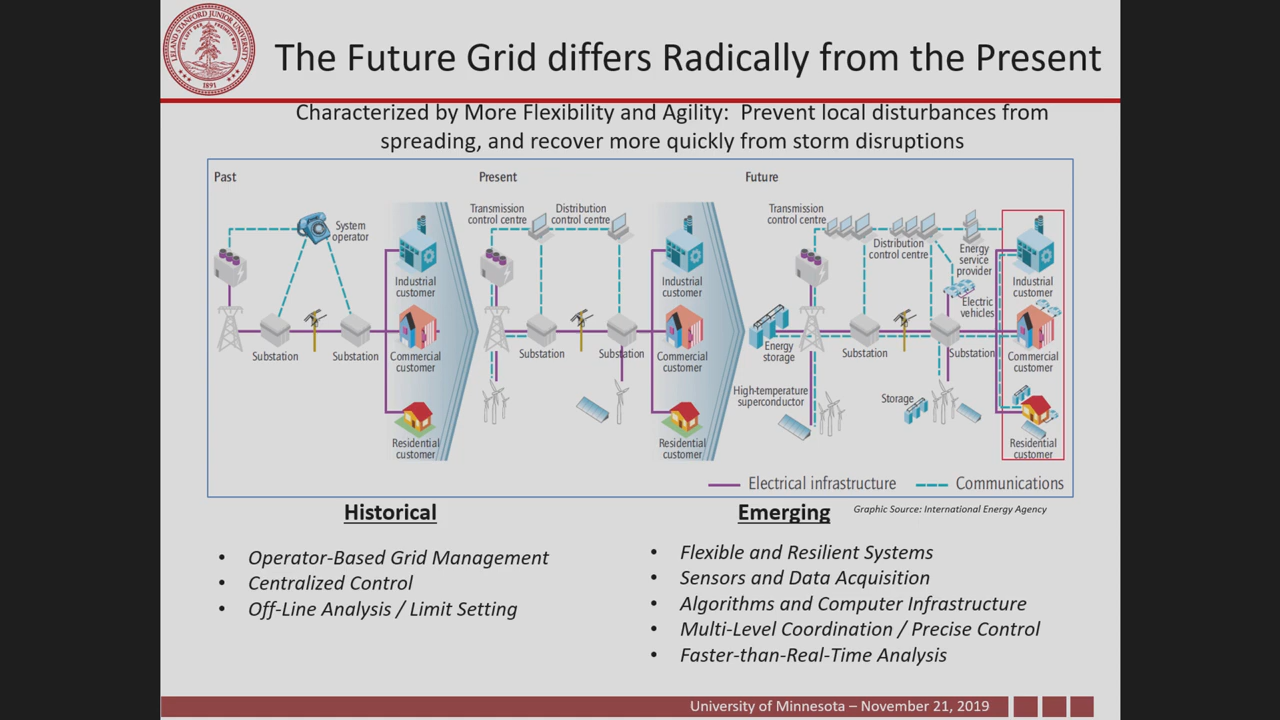 LELAND STANFORD JUNIOR UNIVERSITY
1891
The Future Grid differs Radically from the Present
Characterized by More Flexibility and Agility: Prevent local disturbances from
spreading, and recover more quickly from storm disruptions
Past
System
operator
Industrial
customer
Substation
Substation
Commercial
customer
Residential
customer
Present
Transmission
control centre
Distribution
control centre
Industrial
customer
Substation
Substation
Commercial
customer
Residential
customer
Future
Transmission
control centre
Distribution
control centre
Energy
service
provider
Industrial
customer
Electric
vehicles
Energy
storage
Substation
Substation
Commercial
customer
High-temperature
superconductor
Storage
Residential
customer
Electrical infrastructure
Communications
Historical
• Operator-Based Grid Management
• Centralized Control
• Off-Line Analysis / Limit Setting
Emerging
Graphic Source: International Energy Agency
• Flexible and Resilient Systems
• Sensors and Data Acquisition
• Algorithms and Computer Infrastructure
• Multi-Level Coordination / Precise Control
• Faster-than-Real-Time Analysis
University of Minnesota – November 21, 2019